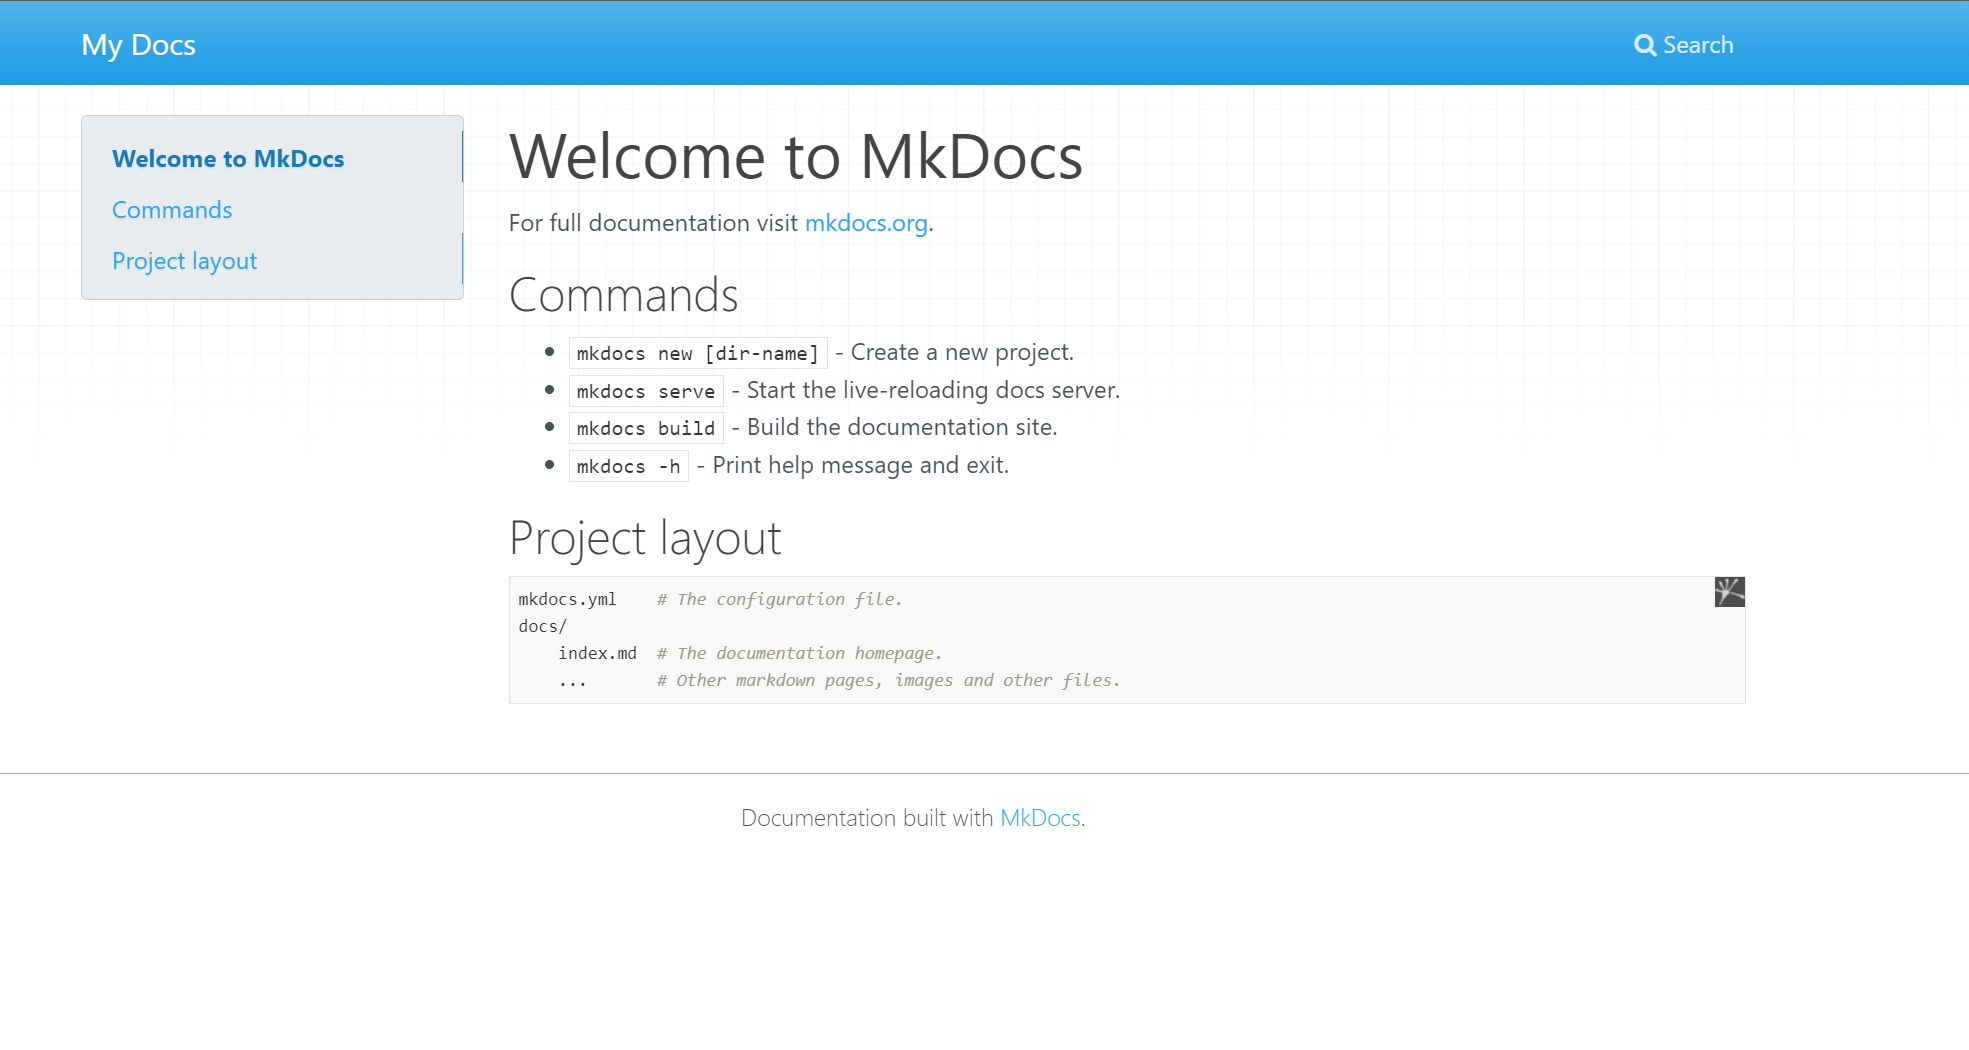 My Docs
Search
Welcome to MkDocs
Commands
Project layout
Welcome to MkDocs
For full documentation visit mkdocs.org.
Commands
mkdocs new [dir-name] - Create a new project.
mkdocs serve - Start the live-reloading docs server.
mkdocs build - Build the documentation site.
mkdocs -h - Print help message and exit.
Project layout
mkdocs.yml    # The configuration file.
docs/
    index.md  # The documentation homepage.
    ...       # Other markdown pages, images and other files.
Documentation built with MkDocs.